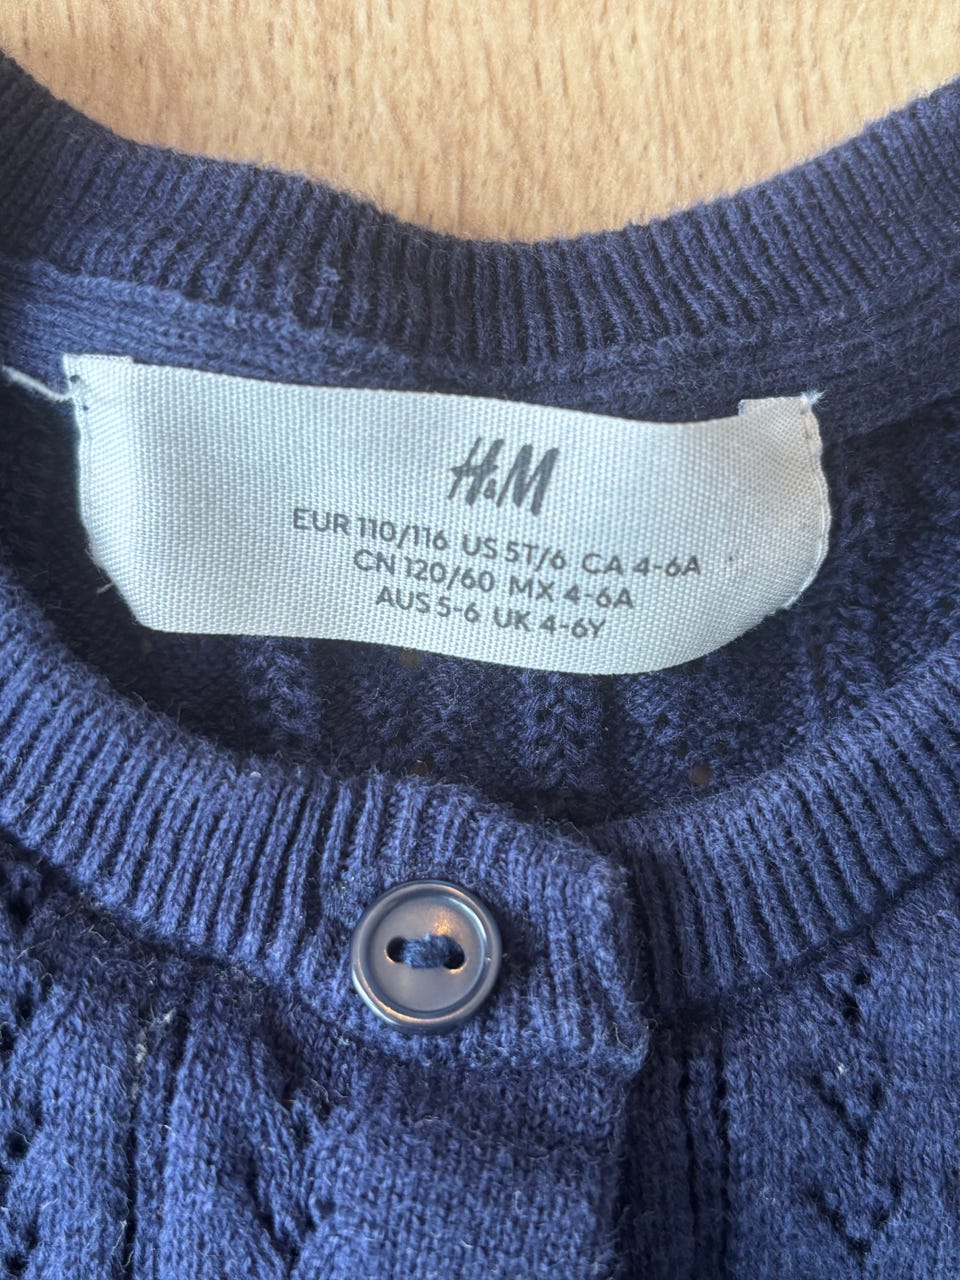 H&M
EUR 110/116 US 5T/6 CA 4-6A
CN 120/60 MX 4-6A
AUS 5-6 UK 4-6Y